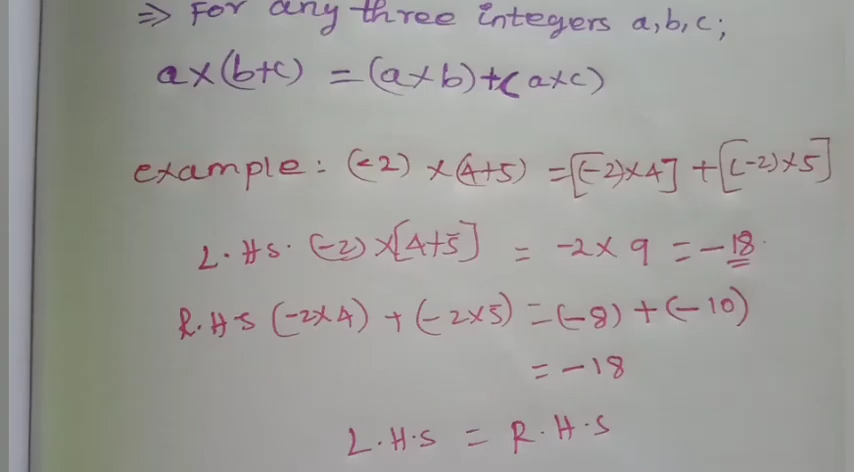 ⇒ For any three integers a,b,c;
a×(b+c) = (a×b)+(a×c)
example: (-2) × (4+5) = [(-2)×4] + [(-2)×5]
L.HS. (-2) ×[4+5] = -2× 9 = -18.
R.H.S (-2×4) + (-2×5) = (-8) + (-10)
= -18
L.H.S = R.H.S